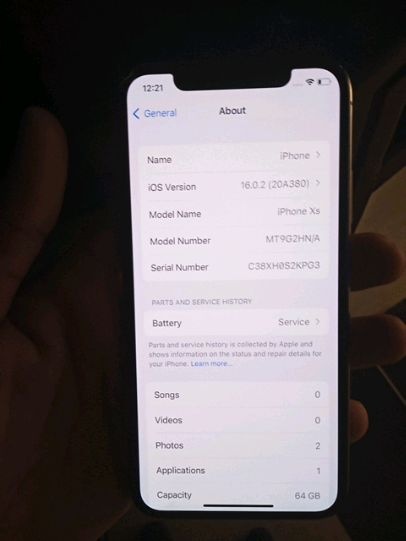 12:21
General
About
Name iPhone
iOS Version 16.0.2 (20A380)
Model Name iPhone Xs
Model Number MT9G2HN/A
Serial Number C38XH0S2KPG3
PARTS AND SERVICE HISTORY
Battery Service
Parts and service history is collected by Apple and
shows information on the status and repair details for
your iPhone. Learn more...
Songs 0
Videos 0
Photos 2
Applications 1
Capacity 64 GB